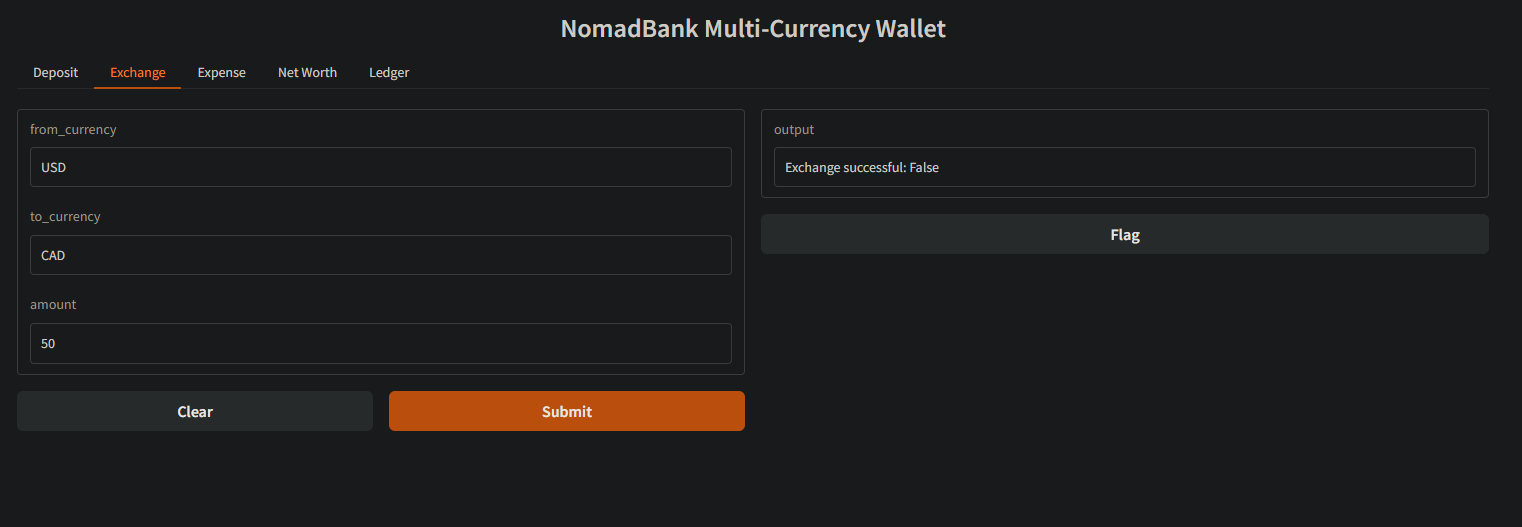 NomadBank Multi-Currency Wallet
Deposit Exchange Expense Net Worth Ledger
from_currency
USD
to_currency
CAD
amount
50
Clear Submit
output
Exchange successful: False
Flag